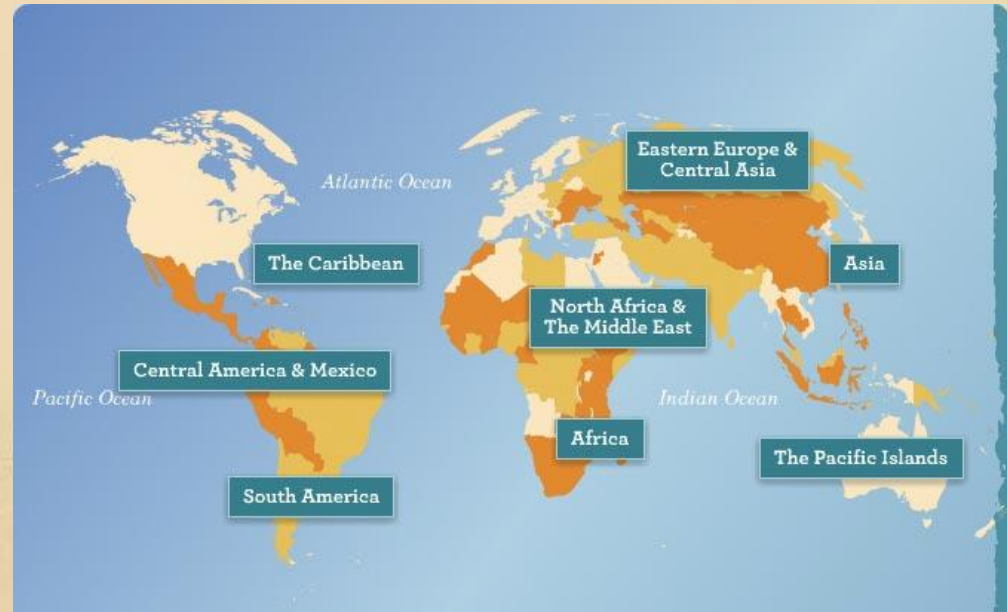 Eastern Europe &
Central Asia
Atlantic Ocean
The Caribbean
Asia
North Africa &
The Middle East
Central America & Mexico
Pacific Ocean
Indian Ocean
Africa
The Pacific Islands
South America